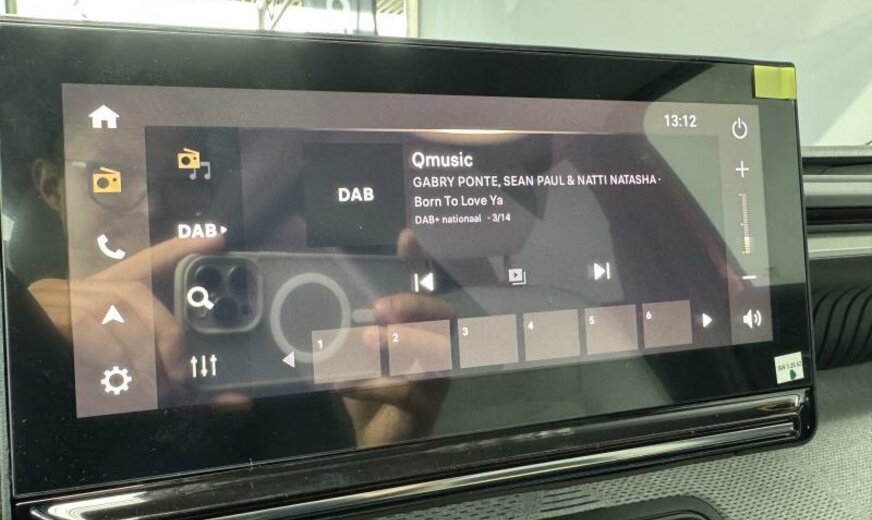 13:12
Qmusic
GABRY PONTE, SEAN PAUL & NATTI NATASHA -
Born To Love Ya
DAB+ nationaal - 3/14
DAB
DAB
1
2
3
4
5
6